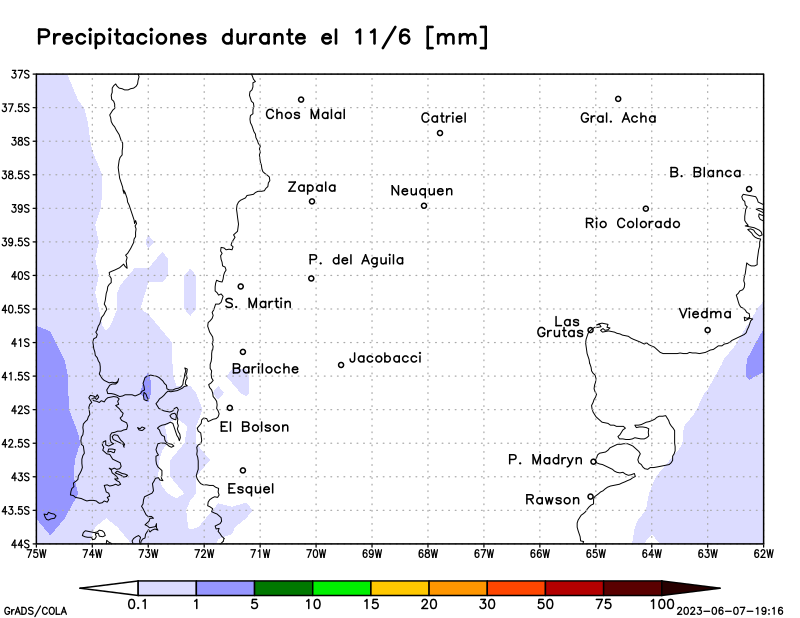 Precipitaciones durante el 11/6 [mm]
37S
37.5S
38S
38.5S
39S
39.5S
40S
40.5S
41S
41.5S
42S
42.5S
43S
43.5S
44S
Chos Malal
Catriel
Gral. Acha
B. Blanca
Zapala
Neuquen
Rio Colorado
P. del Aguila
S. Martin
Las
Grutas
Viedma
Bariloche
Jacobacci
El Bolson
P. Madryn
Esquel
Rawson
75W 74W 73W 72W 71W 70W 69W 68W 67W 66W 65W 64W 63W 62W
0.1 1 5 10 15 20 30 50 75 100
GrADS/COLA
2023-06-07-19:16